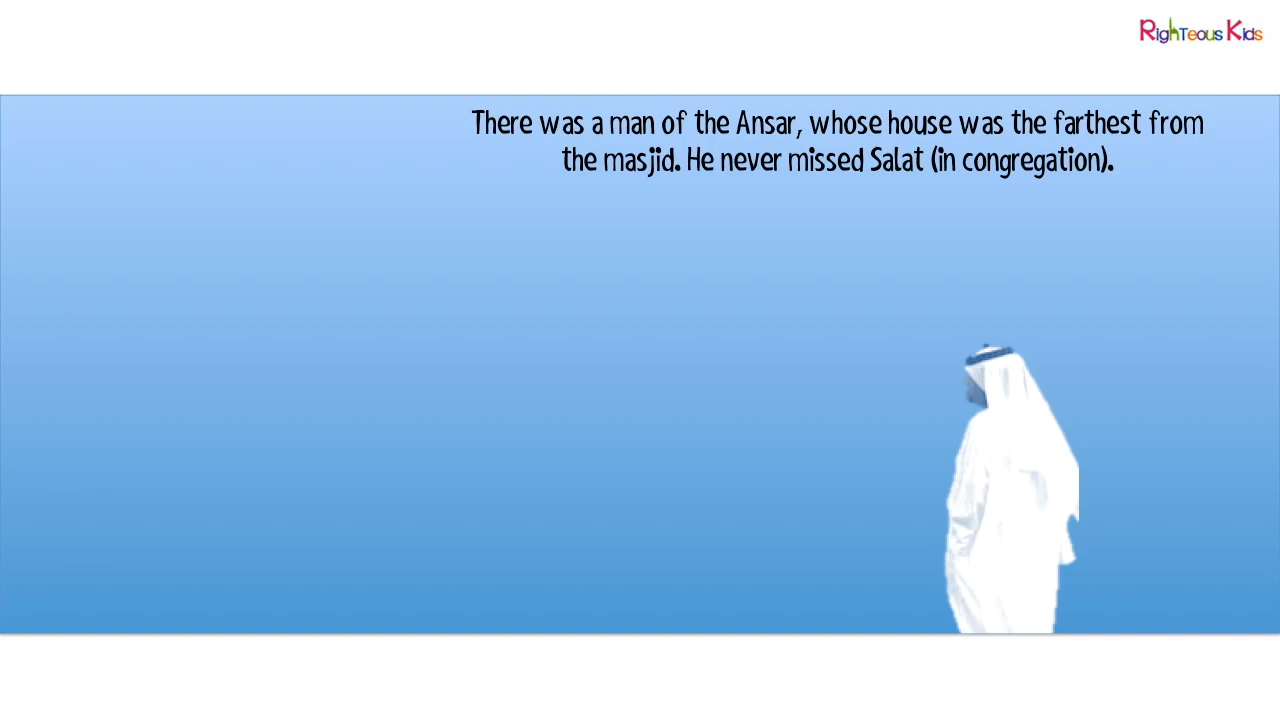 Righteous Kids
There was a man of the Ansar, whose house was the farthest from
the masjid. He never missed Salat (in congregation).